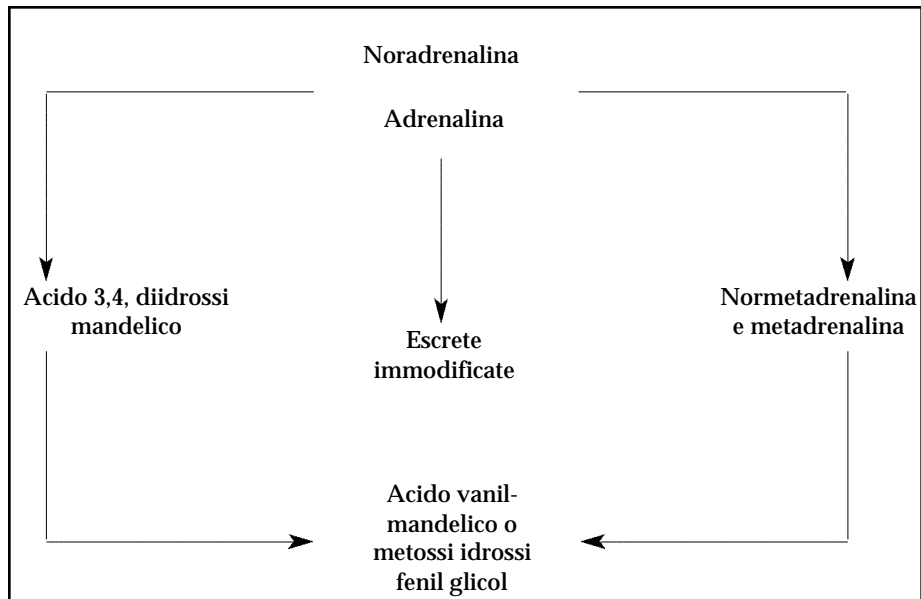 Noradrenalina
Adrenalina
Acido 3,4, diidrossi
mandelico
Normetadrenalina
e metadrenalina
Escrete
immodificate
Acido vanil-
mandelico o
metossi idrossi
fenil glicol